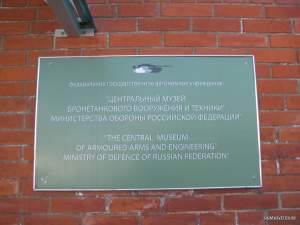 ФЕДЕРАЛЬНОЕ ГОСУДАРСТВЕННОЕ УЧРЕЖДЕНИЕ
"ЦЕНТРАЛЬНЫЙ МУЗЕЙ
БРОНЕТАНКОВОГО ВООРУЖЕНИЯ И ТЕХНИКИ"
МИНИСТЕРСТВА ОБОРОНЫ РОССИЙСКОЙ ФЕДЕРАЦИИ
"THE CENTRAL MUSEUM
OF ARMOURED ARMS AND ENGINEERING"
MINISTRY OF DEFENCE OF RUSSIAN FEDERATION"